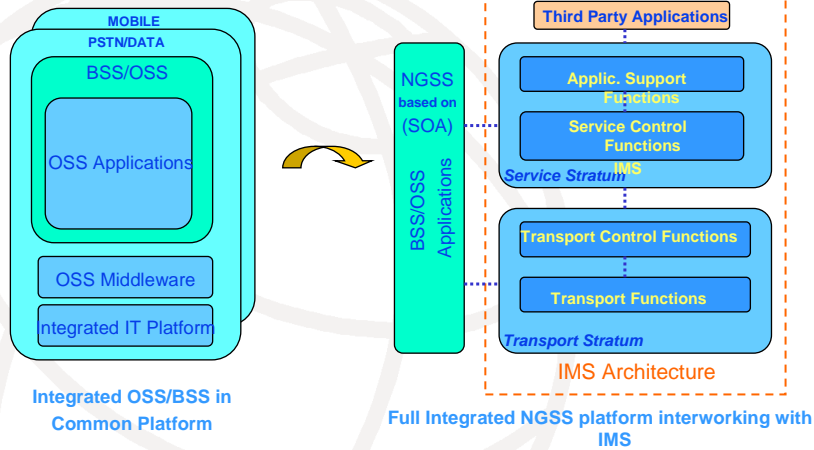 MOBILE
PSTN/DATA
BSS/OSS
OSS Applications
OSS Middleware
Integrated IT Platform
Integrated OSS/BSS in
Common Platform
NGSS
based on
(SOA)
BSS/OSS
Applications
Third Party Applications
Applic. Support
Functions
Service Control
Functions
IMS
Service Stratum
Transport Control Functions
Transport Functions
Transport Stratum
IMS Architecture
Full Integrated NGSS platform interworking with
IMS